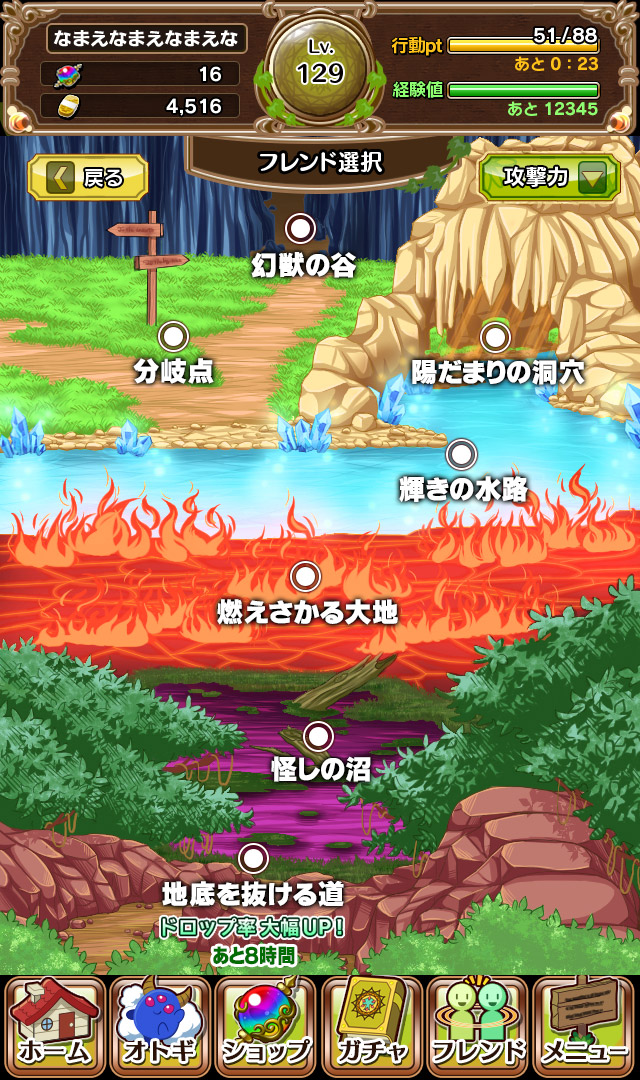 なまえなまえなまえな
16
4,516
Lv.
129
行動pt 51/88
あと 0:23
経験値
あと 12345
戻る
フレンド選択
攻撃力
幻獣の谷
分岐点
陽だまりの洞穴
輝きの水路
燃えさかる大地
怪しの沼
地底を抜ける道
ドロップ率 大幅UP!
あと8時間
ホーム
オトギ
ショップ
ガチャ
フレンド
メニュー